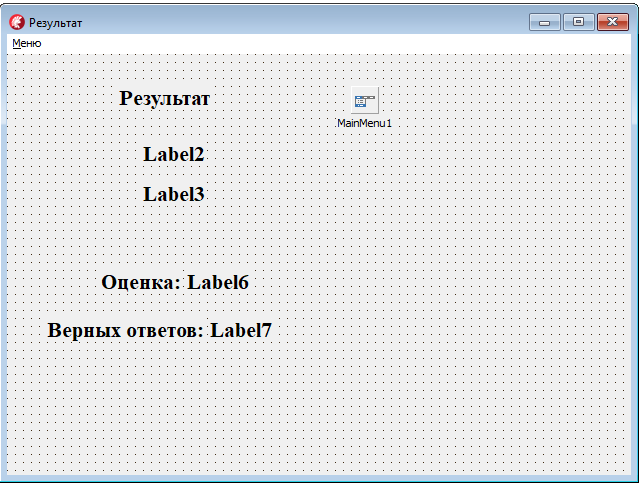 Результат
Меню
Результат
MainMenu1
Label2
Label3
Оценка: Label6
Верных ответов: Label7